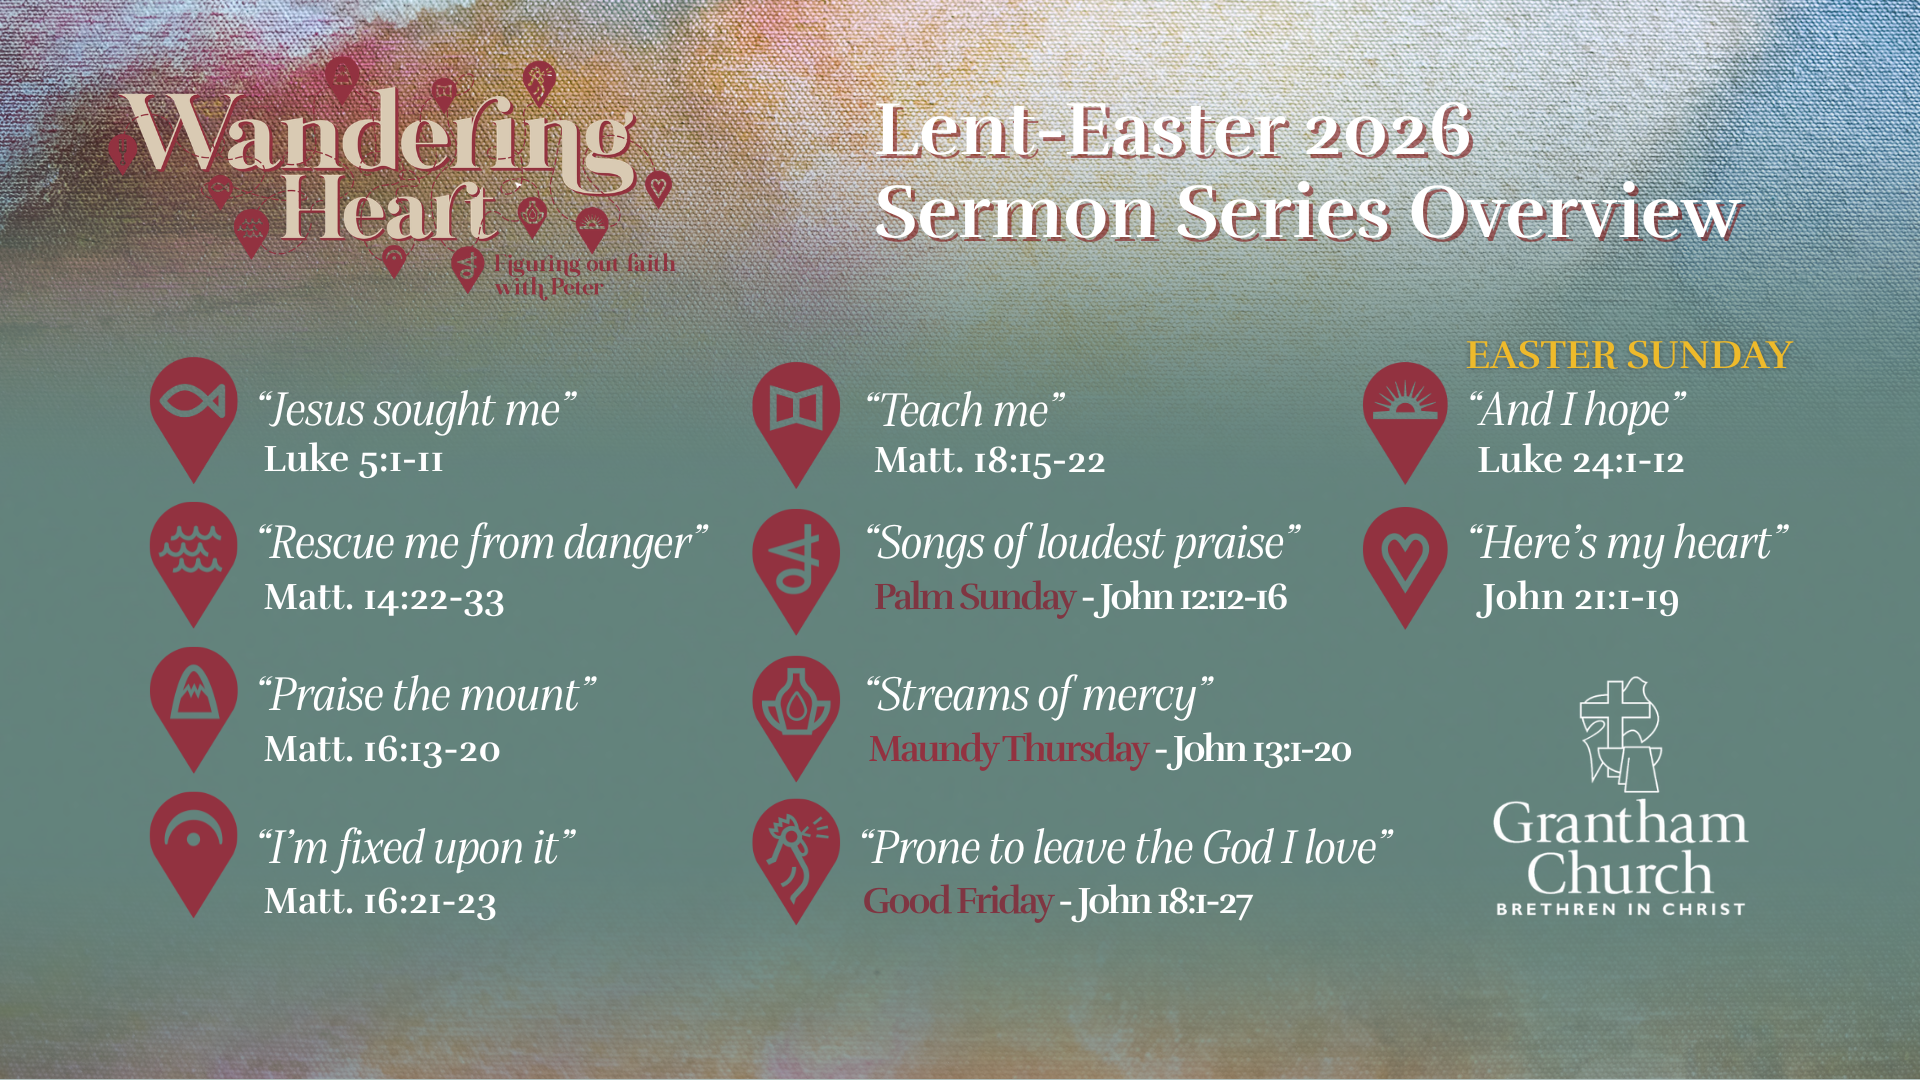 Wandering
Heart
Figuring out faith
with Peter
Lent-Easter 2026
Sermon Series Overview
“Jesus sought me”
Luke 5:1-11
“Rescue me from danger”
Matt. 14:22-33
“Praise the mount”
Matt. 16:13-20
“I’m fixed upon it”
Matt. 16:21-23
“Teach me”
Matt. 18:15-22
“Songs of loudest praise”
Palm Sunday - John 12:12-16
“Streams of mercy”
Maundy Thursday - John 13:1-20
“Prone to leave the God I love”
Good Friday - John 18:1-27
EASTER SUNDAY
“And I hope”
Luke 24:1-12
“Here’s my heart”
John 21:1-19
Grantham
Church
BRETHREN IN CHRIST